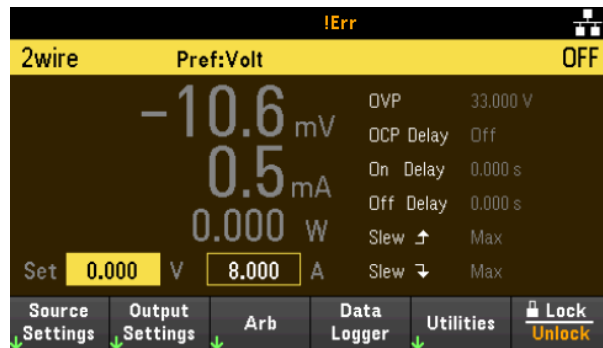 !Err
2wire Pref:Volt OFF
-10.6 mV
0.5 mA
0.000 W
Set 0.000 V 8.000 A
OVP 33.000 V
OCP Delay Off
On Delay 0.000 s
Off Delay 0.000 s
Slew Max
Slew Max
Source Settings
Output Settings
Arb
Data Logger
Utilities
Lock
Unlock